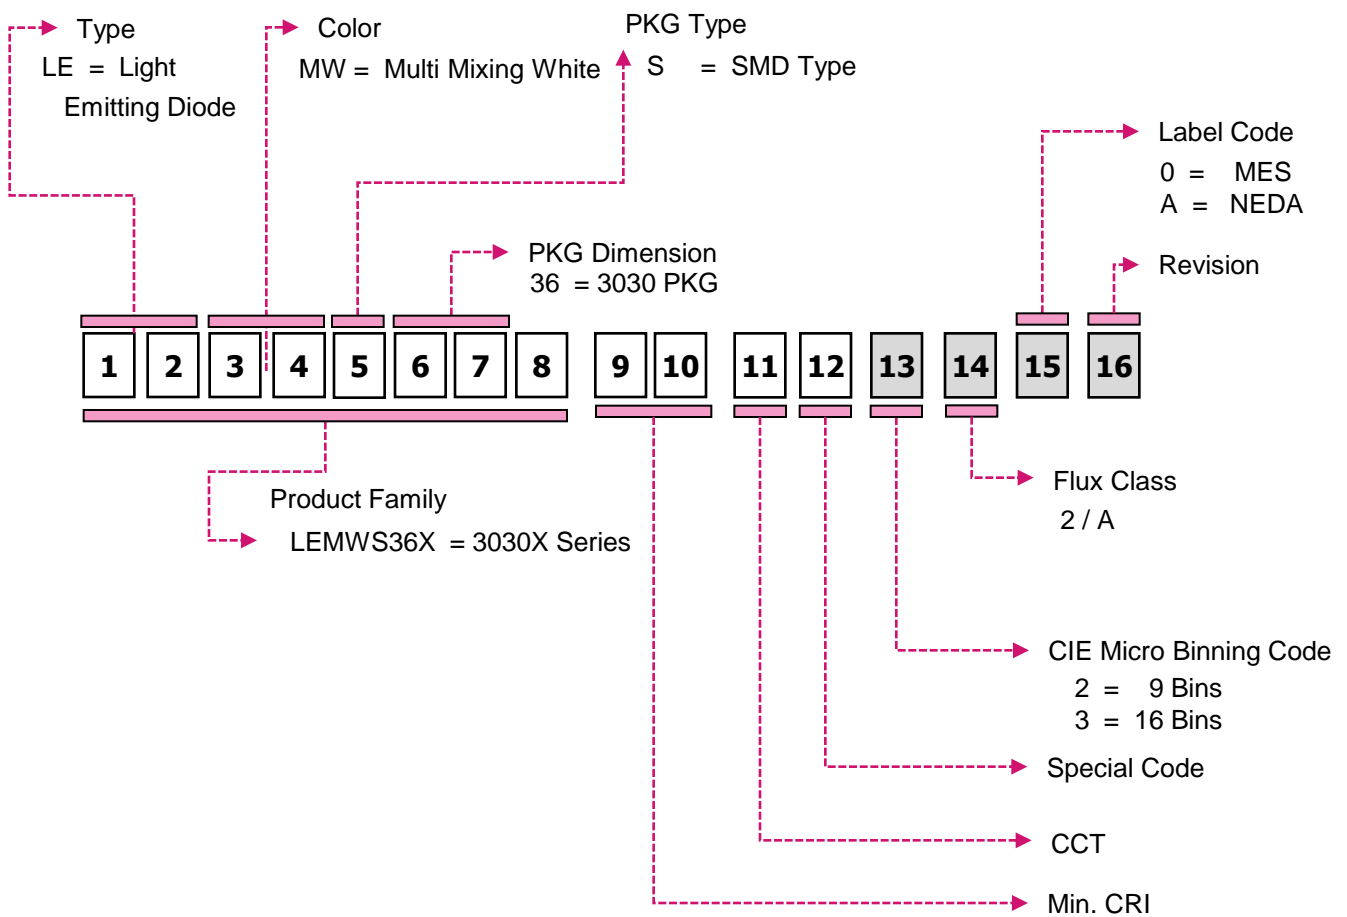 Type
LE = Light
Emitting Diode
Color
MW = Multi Mixing White
PKG Type
S = SMD Type
Label Code
0 = MES
A = NEDA
PKG Dimension
36 = 3030 PKG
Revision
1 2 3 4 5 6 7 8 9 10 11 12 13 14 15 16
Product Family
LEMWS36X = 3030X Series
Flux Class
2 / A
CIE Micro Binning Code
2 = 9 Bins
3 = 16 Bins
Special Code
CCT
Min. CRI